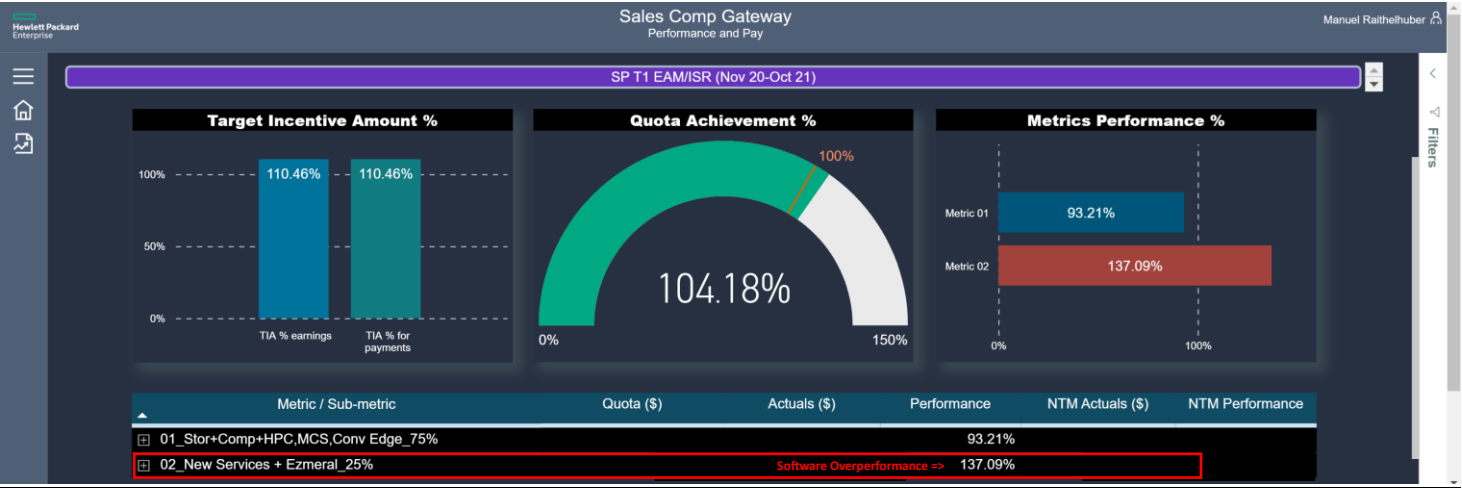 Hewlett Packard
Enterprise
Sales Comp Gateway
Performance and Pay
Manuel Raithelhuber
SP T1 EAM/ISR (Nov 20-Oct 21)
Filters
Target Incentive Amount %
100%
50%
0%
110.46%
110.46%
TIA % earnings
TIA % for
payments
Quota Achievement %
100%
104.18%
0%
150%
Metrics Performance %
Metric 01
93.21%
Metric 02
137.09%
0%
100%
Metric / Sub-metric Quota ($) Actuals ($) Performance NTM Actuals ($) NTM Performance
01_Stor+Comp+HPC,MCS,Conv Edge_75% 93.21%
02_New Services + Ezmeral_25% Software Overperformance => 137.09%